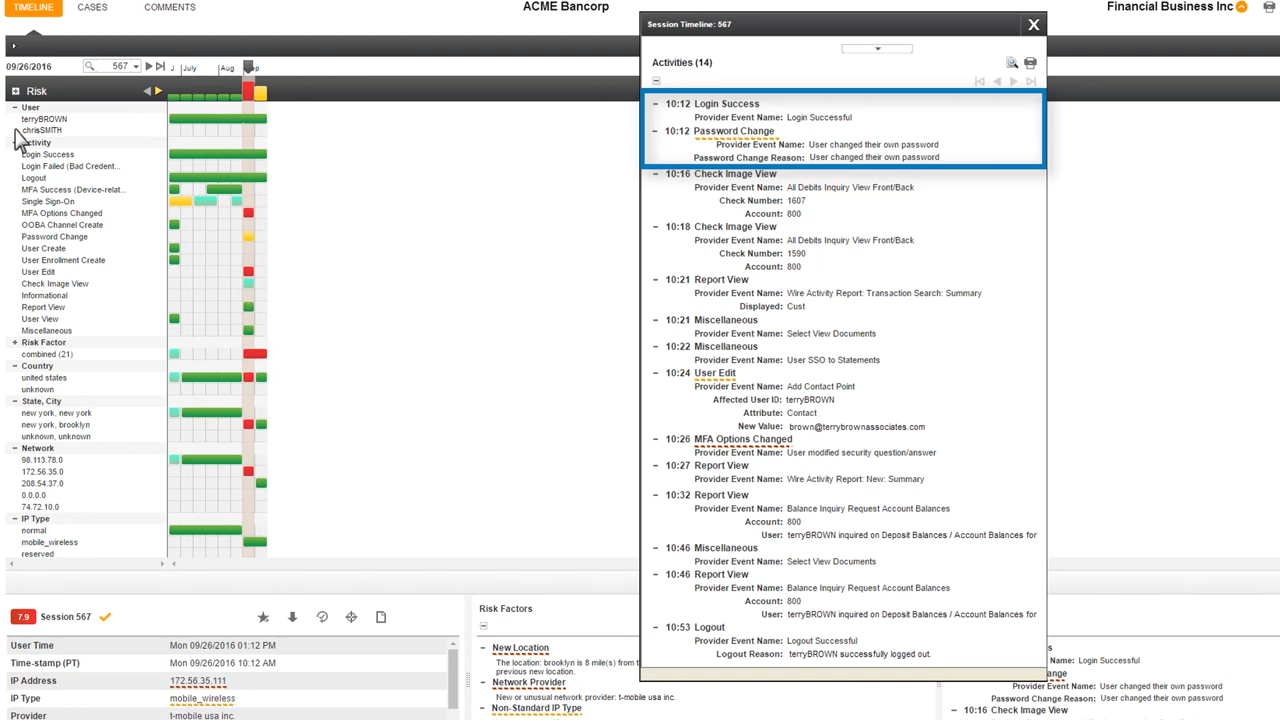 TIMELINE CASES COMMENTS
ACME Bancorp
Financial Business Inc
09/26/2016
567
J July Aug
Risk
User
terryBROWN
chrisSMITH
Activity
Login Success
Login Failed (Bad Credent...
Logout
MFA Success (Device-relat...
Single Sign-On
MFA Options Changed
OOBA Channel Create
Password Change
User Create
User Enrollment Create
User Edit
Check Image View
Informational
Report View
User View
Miscellaneous
Risk Factor
combined (21)
Country
united states
unknown
State, City
new york, new york
new york, brooklyn
unknown, unknown
Network
98.113.78.0
172.56.35.0
208.54.37.0
0.0.0.0
74.72.10.0
IP Type
normal
mobile_wireless
reserved
Session Timeline: 567
X
Activities (14)
10:12 Login Success
Provider Event Name: Login Successful
10:12 Password Change
Provider Event Name: User changed their own password
Password Change Reason: User changed their own password
10:16 Check Image View
Provider Event Name: All Debits Inquiry View Front/Back
Check Number: 1607
Account: 800
10:18 Check Image View
Provider Event Name: All Debits Inquiry View Front/Back
Check Number: 1590
Account: 800
10:21 Report View
Provider Event Name: Wire Activity Report: Transaction Search: Summary
Displayed: Cust
10:21 Miscellaneous
Provider Event Name: Select View Documents
10:22 Miscellaneous
Provider Event Name: User SSO to Statements
10:24 User Edit
Provider Event Name: Add Contact Point
Affected User ID: terryBROWN
Attribute: Contact
New Value: brown@terrybrownassociates.com
10:26 MFA Options Changed
Provider Event Name: User modified security question/answer
10:27 Report View
Provider Event Name: Wire Activity Report: New: Summary
10:32 Report View
Provider Event Name: Balance Inquiry Request Account Balances
Account: 800
User: terryBROWN inquired on Deposit Balances / Account Balances for
10:46 Miscellaneous
Provider Event Name: Select View Documents
10:46 Report View
Provider Event Name: Balance Inquiry Request Account Balances
Account: 800
User: terryBROWN inquired on Deposit Balances / Account Balances for
10:53 Logout
Provider Event Name: Logout Successful
Logout Reason: terryBROWN successfully logged out.
7.9 Session 567
User Time Mon 09/26/2016 01:12 PM
Time-stamp (PT) Mon 09/26/2016 10:12 AM
IP Address 172.56.35.111
IP Type mobile_wireless
Provider t-mobile usa inc.
Risk Factors
New Location
The location: brooklyn is 8 mile(s) from t
previous new location.
Network Provider
New or unusual network provider: t-mobile usa inc.
Non-Standard IP Type
Name: Login Successful
Provider Event Name: User changed their own password
Password Change Reason: User changed their own password
10:16 Check Image View